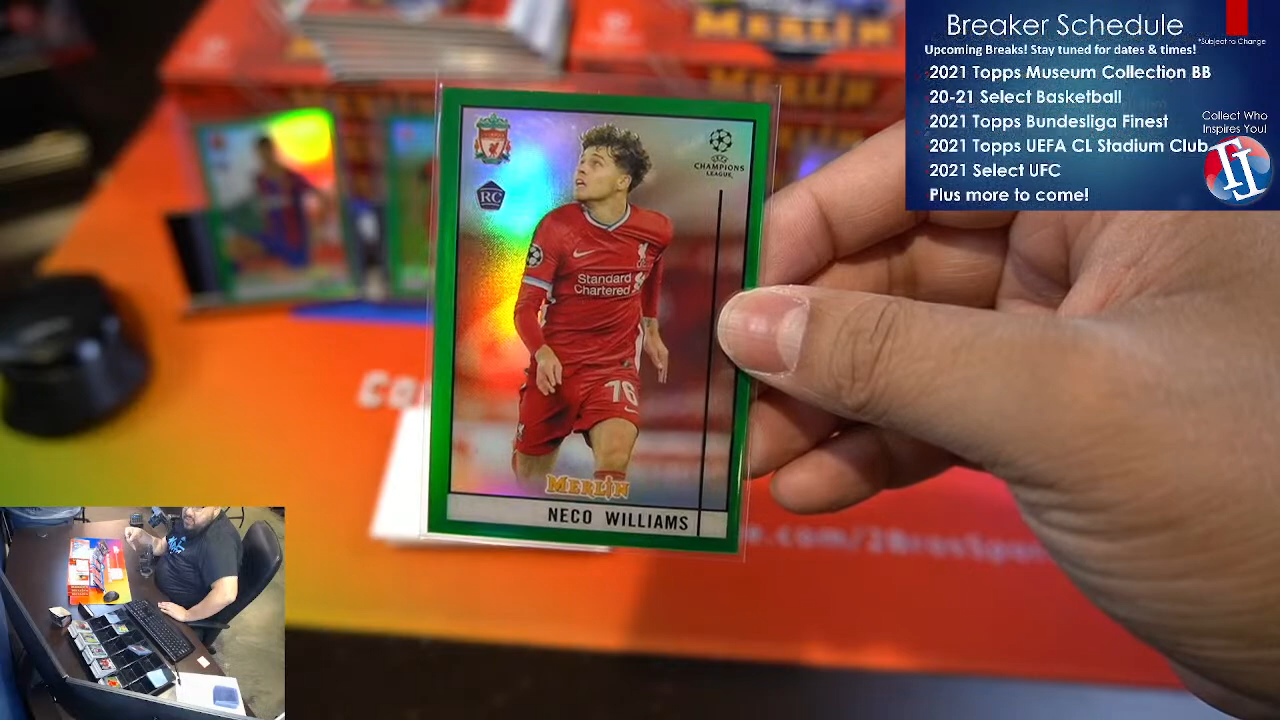 Breaker Schedule
*Subject to Change
Upcoming Breaks! Stay tuned for dates & times!
2021 Topps Museum Collection BB
20-21 Select Basketball
2021 Topps Bundesliga Finest
2021 Topps UEFA CL Stadium Club
2021 Select UFC
Plus more to come!
Collect Who
Inspires You!
MERLIN
MERLIN
RC
CHAMPIONS
LEAGUE
Standard
Chartered
76
MERLIN
NECO WILLIAMS